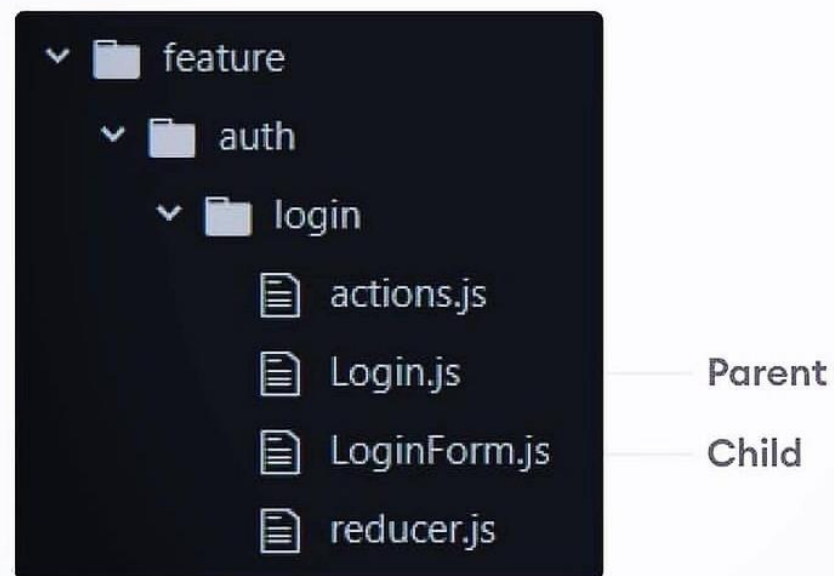 feature
auth
login
actions.js
Login.js Parent
LoginForm.js Child
reducer.js